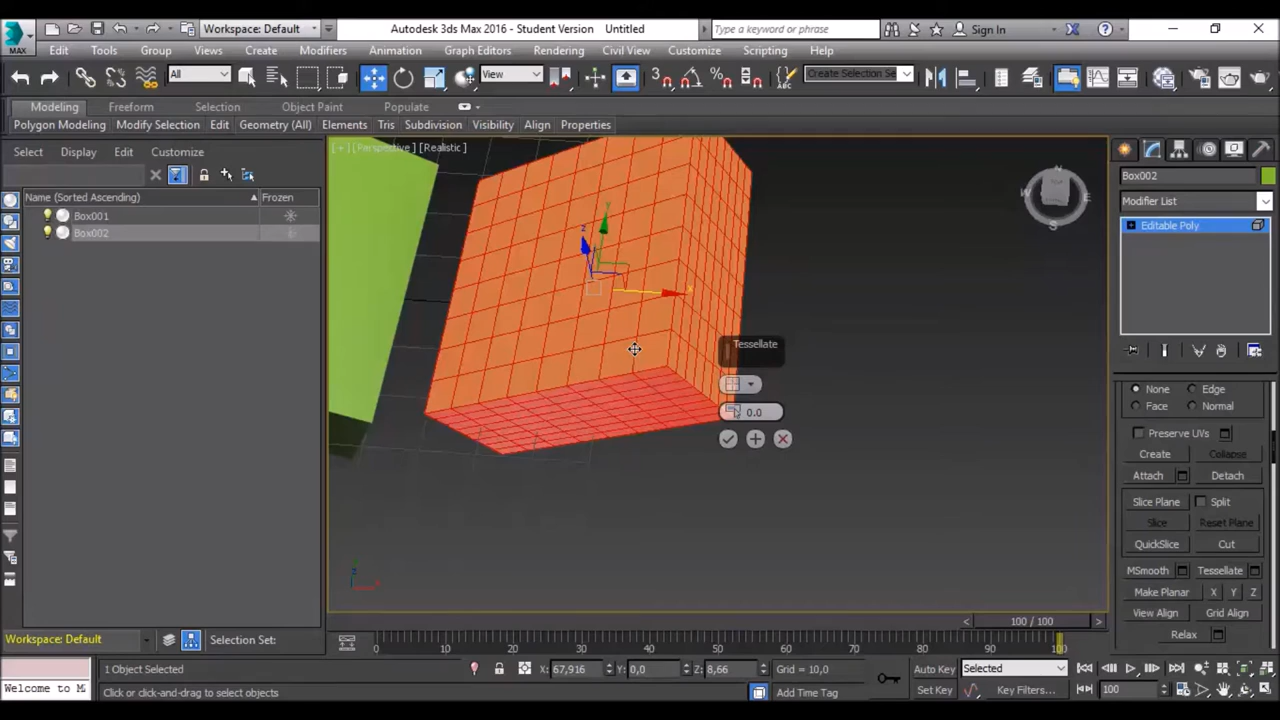 MAX
Workspace: Default
Autodesk 3ds Max 2016 - Student Version Untitled
Type a keyword or phrase
Sign In
Edit Tools Group Views Create Modifiers Animation Graph Editors Rendering Civil View Customize Scripting Help
All
View
3
ABC
Create Selection Se
Modeling Freeform Selection Object Paint Populate
Polygon Modeling Modify Selection Edit Geometry (All) Elements Tris Subdivision Visibility Align Properties
Select Display Edit Customize
Name (Sorted Ascending) Frozen
Box001
Box002
[ + ] [Perspective ] [Realistic ]
y
z
x
N
W
E
S
Tessellate
0.0
Box002
Modifier List
Editable Poly
None Edge
Face Normal
Preserve UVs
Create Collapse
Attach Detach
Slice Plane Split
Slice Reset Plane
QuickSlice Cut
MSmooth Tessellate
Make Planar X Y Z
View Align Grid Align
Relax
100 / 100
Workspace: Default
Selection Set:
0 10 20 30 40 50 60 70 80 90 100
1 Object Selected
X: 67,916 Y: 0,0 Z: 8,66
Grid = 10,0
Auto Key Selected
Welcome to M
Click or click-and-drag to select objects
Add Time Tag
Set Key Key Filters...
100